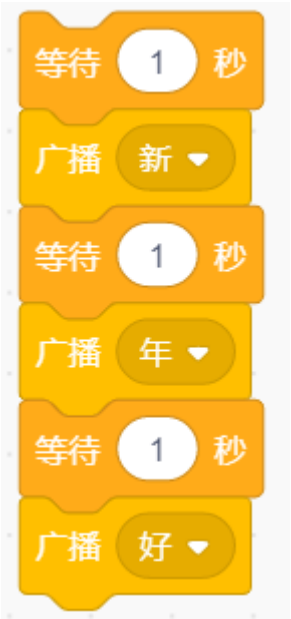 等待 1 秒
广播 新
等待 1 秒
广播 年
等待 1 秒
广播 好